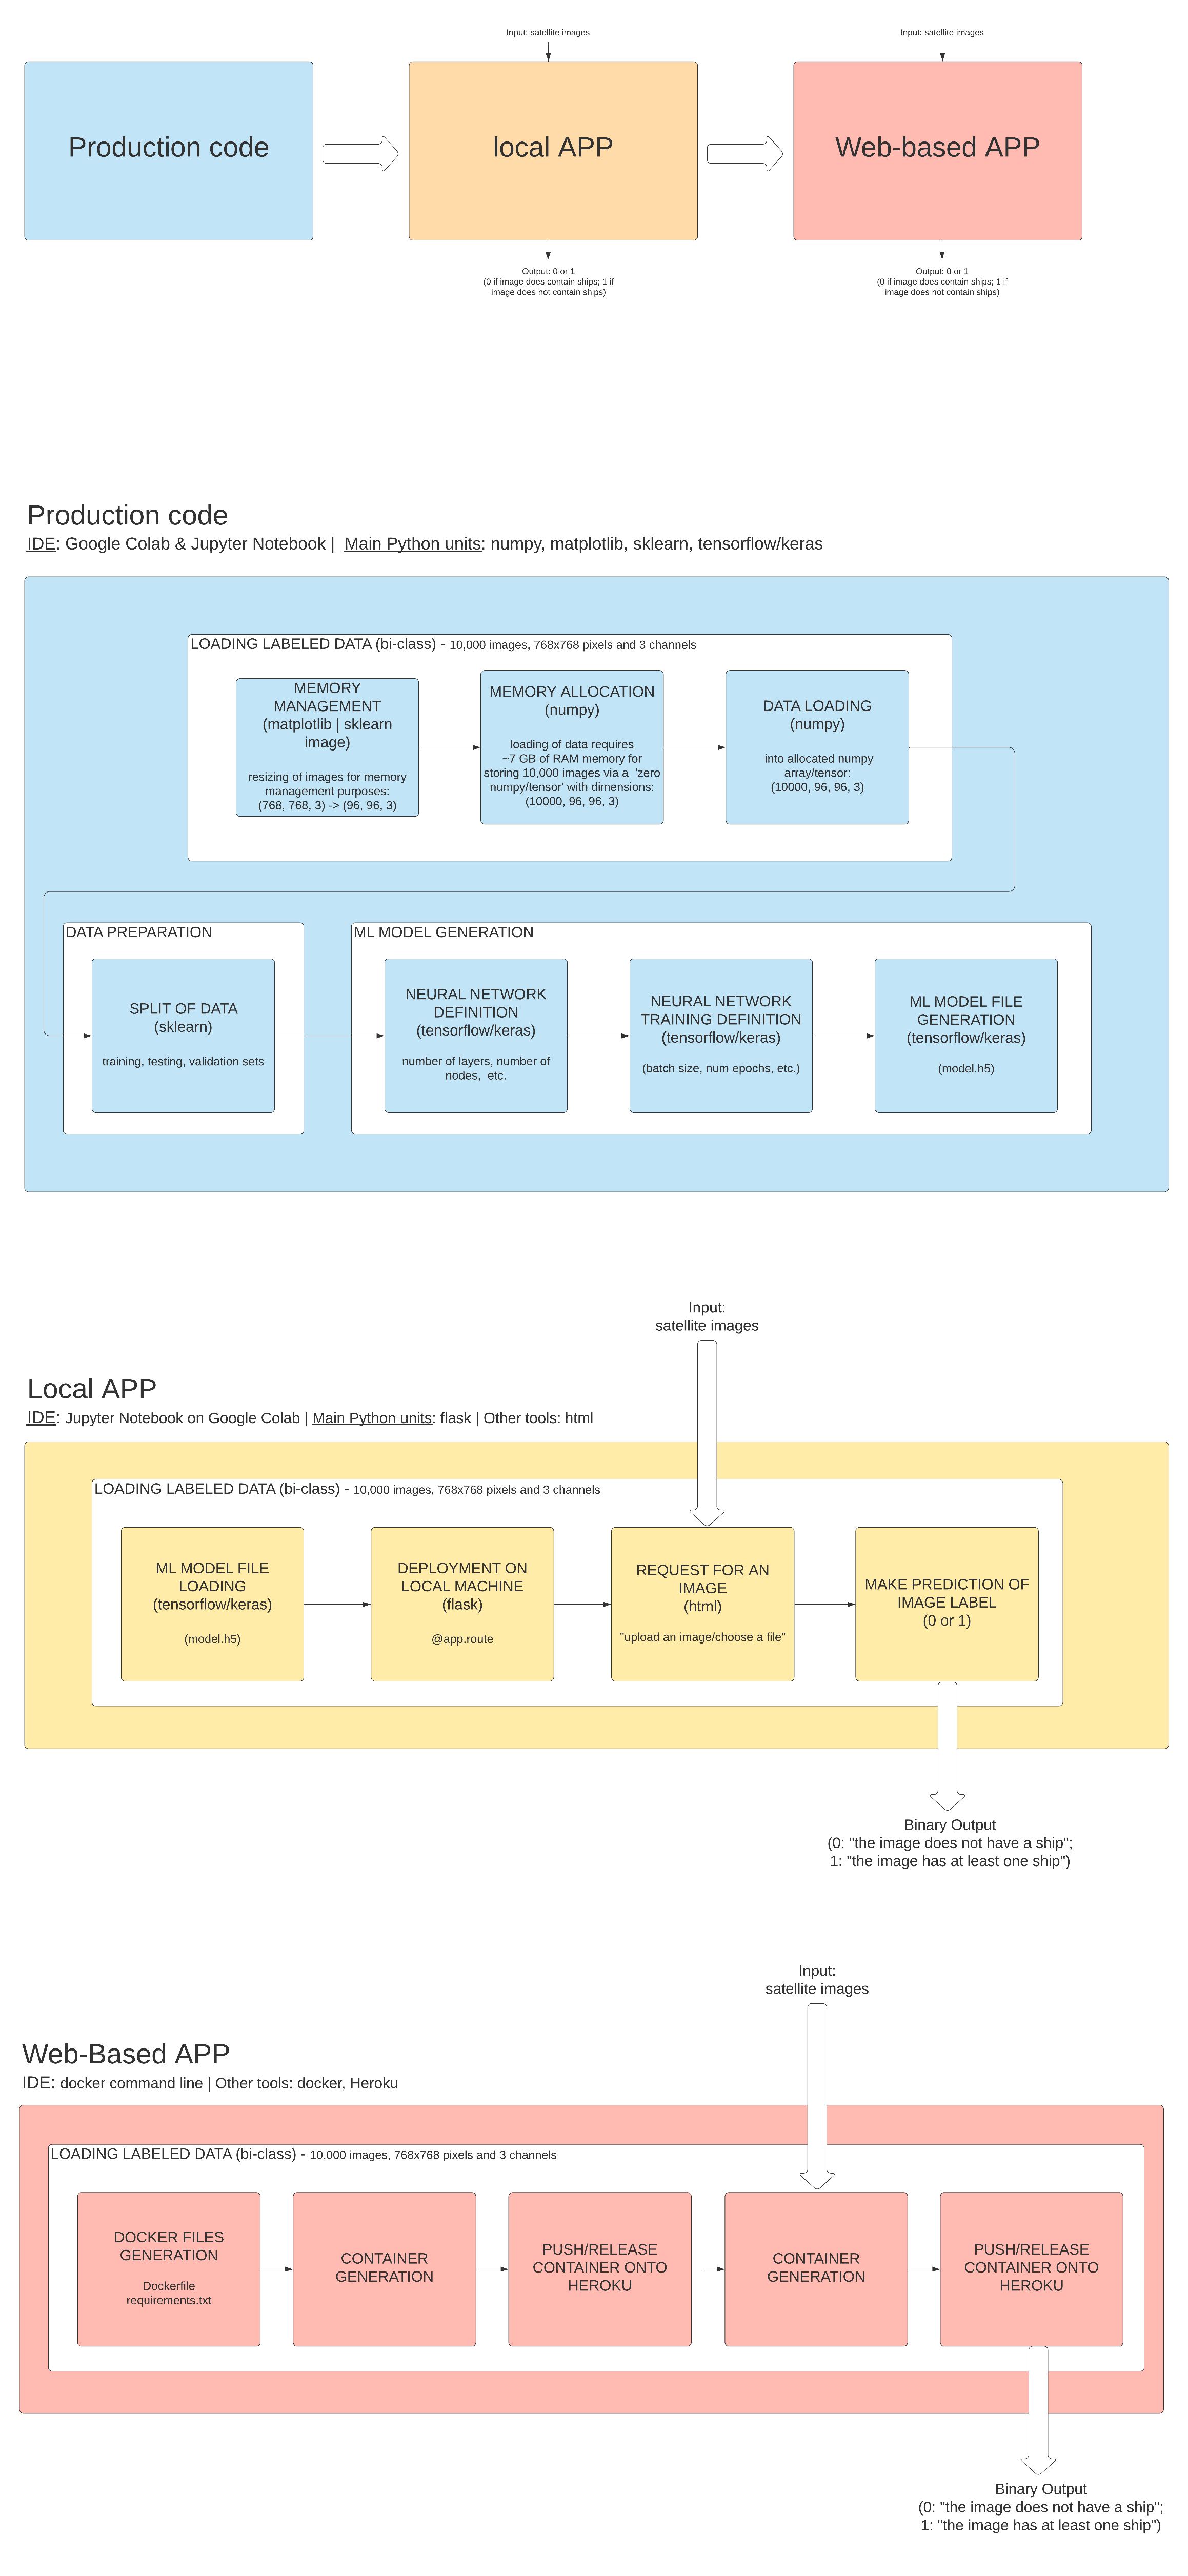 Input: satellite images
Input: satellite images
Production code
local APP
Web-based APP
Output: 0 or 1
(0 if image does contain ships; 1 if
image does not contain ships)
Output: 0 or 1
(0 if image does contain ships; 1 if
image does not contain ships)
Production code
IDE: Google Colab & Jupyter Notebook | Main Python units: numpy, matplotlib, sklearn, tensorflow/keras
LOADING LABELED DATA (bi-class) - 10,000 images, 768x768 pixels and 3 channels
MEMORY
MANAGEMENT
(matplotlib | sklearn
image)
resizing of images for memory
management purposes:
(768, 768, 3) -> (96, 96, 3)
MEMORY ALLOCATION
(numpy)
loading of data requires
~7 GB of RAM memory for
storing 10,000 images via a 'zero
numpy/tensor' with dimensions:
(10000, 96, 96, 3)
DATA LOADING
(numpy)
into allocated numpy
array/tensor:
(10000, 96, 96, 3)
DATA PREPARATION
SPLIT OF DATA
(sklearn)
training, testing, validation sets
ML MODEL GENERATION
NEURAL NETWORK
DEFINITION
(tensorflow/keras)
number of layers, number of
nodes, etc.
NEURAL NETWORK
TRAINING DEFINITION
(tensorflow/keras)
(batch size, num epochs, etc.)
ML MODEL FILE
GENERATION
(tensorflow/keras)
(model.h5)
Input:
satellite images
Local APP
IDE: Jupyter Notebook on Google Colab | Main Python units: flask | Other tools: html
LOADING LABELED DATA (bi-class) - 10,000 images, 768x768 pixels and 3 channels
ML MODEL FILE
LOADING
(tensorflow/keras)
(model.h5)
DEPLOYMENT ON
LOCAL MACHINE
(flask)
@app.route
REQUEST FOR AN
IMAGE
(html)
"upload an image/choose a file"
MAKE PREDICTION OF
IMAGE LABEL
(0 or 1)
Binary Output
(0: "the image does not have a ship";
1: "the image has at least one ship")
Input:
satellite images
Web-Based APP
IDE: docker command line | Other tools: docker, Heroku
LOADING LABELED DATA (bi-class) - 10,000 images, 768x768 pixels and 3 channels
DOCKER FILES
GENERATION
Dockerfile
requirements.txt
CONTAINER
GENERATION
PUSH/RELEASE
CONTAINER ONTO
HEROKU
CONTAINER
GENERATION
PUSH/RELEASE
CONTAINER ONTO
HEROKU
Binary Output
(0: "the image does not have a ship";
1: "the image has at least one ship")